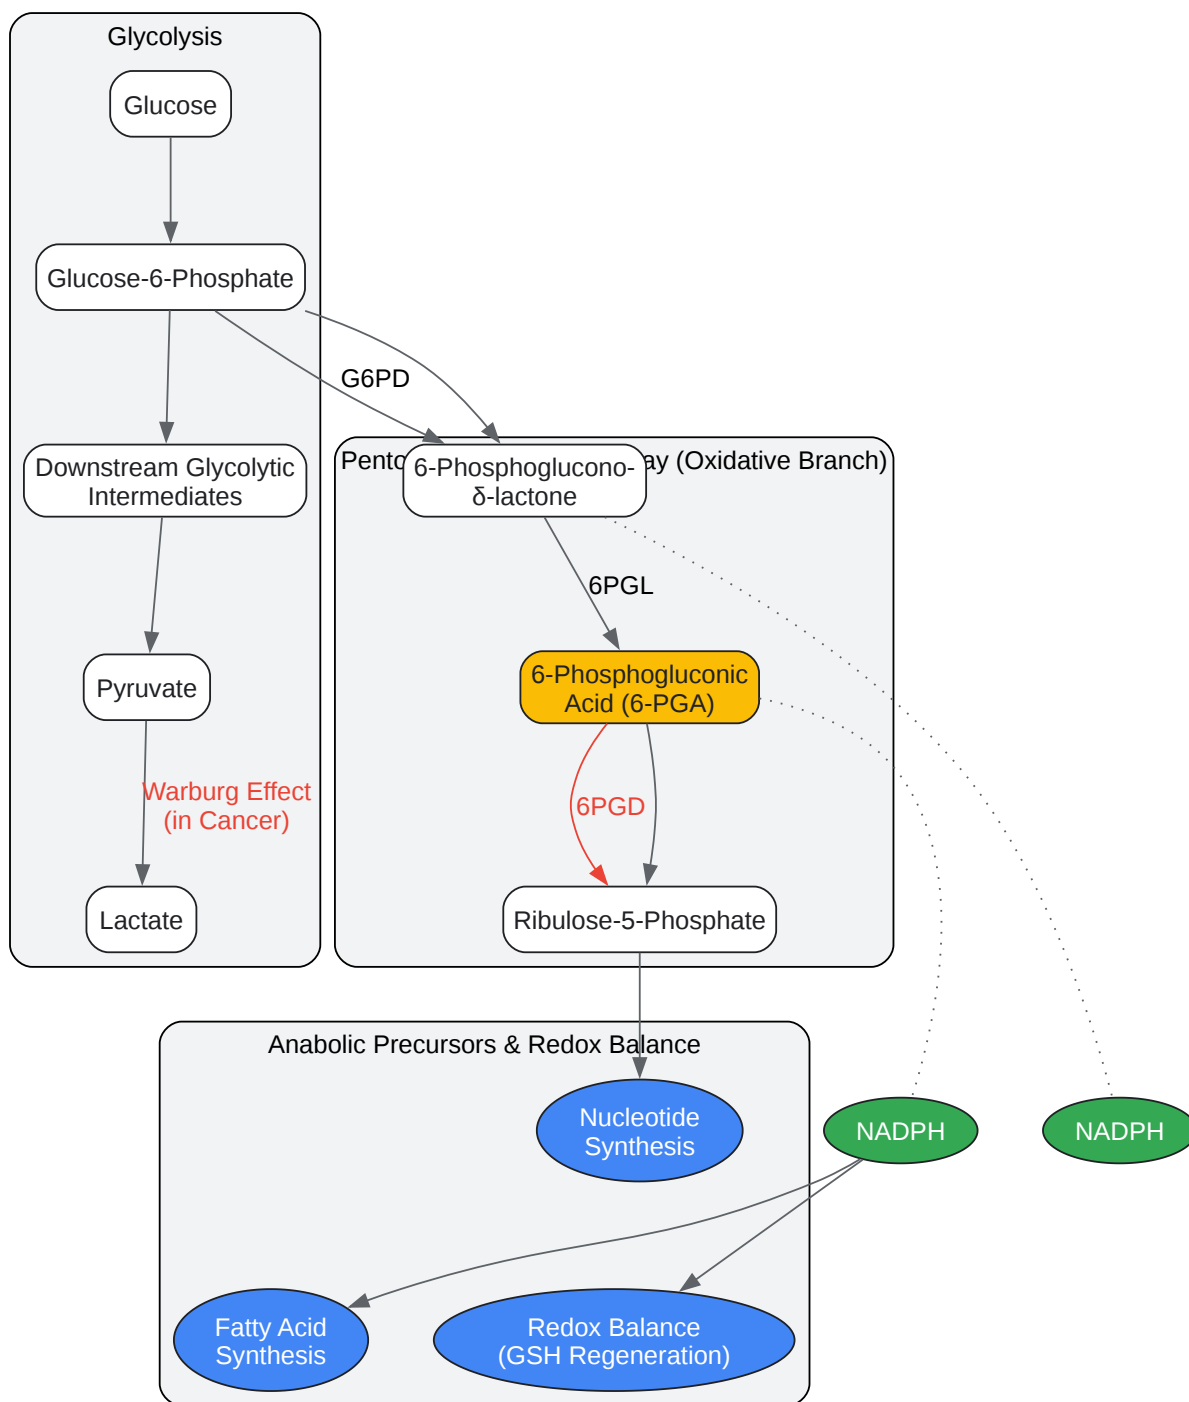 Glycolysis
Glucose
Glucose-6-Phosphate
G6PD
Downstream Glycolytic
Intermediates
(Oxidative Branch)
6-Phosphoglucono-
δ-lactone
6PGL
6-Phosphogluconic
Acid (6-PGA)
Pyruvate
Warburg Effect
(in Cancer)
6PGD
Lactate
Ribulose-5-Phosphate
Anabolic Precursors & Redox Balance
Nucleotide
Synthesis
NADPH
NADPH
Fatty Acid
Synthesis
Redox Balance
(GSH Regeneration)